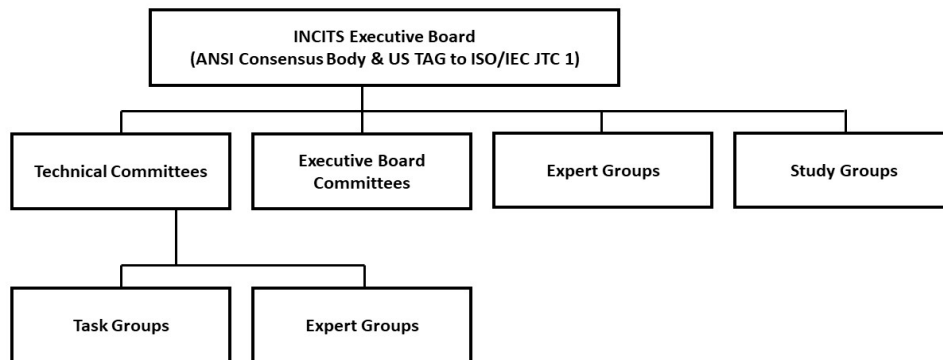 INCITS Executive Board
(ANSI Consensus Body & US TAG to ISO/IEC JTC 1)
Technical Committees
Executive Board
Committees
Expert Groups
Study Groups
Task Groups
Expert Groups